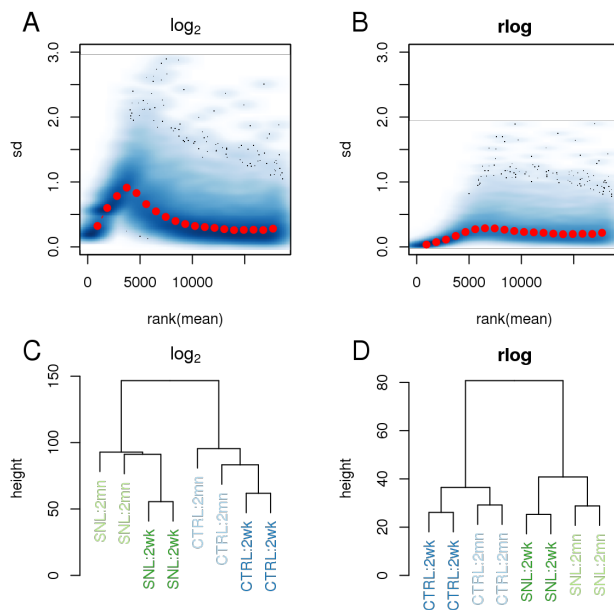 A
log2
sd
3.0
2.0
1.0
0.0
0
5000
10000
rank(mean)
B
rlog
sd
3.0
2.0
1.0
0.0
0
5000
10000
rank(mean)
C
log2
height
150
100
50
0
SNL:2mn
SNL:2mn
SNL:2wk
SNL:2wk
CTRL:2mn
CTRL:2mn
CTRL:2wk
CTRL:2wk
D
rlog
height
80
60
40
20
0
CTRL:2wk
CTRL:2wk
CTRL:2mn
CTRL:2mn
SNL:2wk
SNL:2wk
SNL:2mn
SNL:2mn